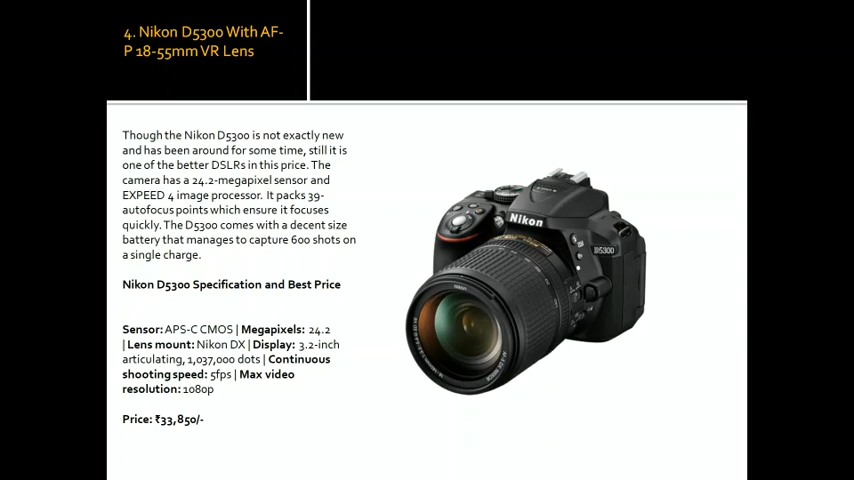 4. Nikon D5300 With AF-
P 18-55mm VR Lens
Though the Nikon D5300 is not exactly new
and has been around for some time, still it is
one of the better DSLRs in this price. The
camera has a 24.2-megapixel sensor and
EXPEED 4 image processor. It packs 39-
autofocus points which ensure it focuses
quickly. The D5300 comes with a decent size
battery that manages to capture 600 shots on
a single charge.
Nikon D5300 Specification and Best Price
Sensor: APS-C CMOS | Megapixels: 24.2
| Lens mount: Nikon DX | Display: 3.2-inch
articulating, 1,037,000 dots | Continuous
shooting speed: 5fps | Max video
resolution: 1080p
Price: ₹33,850/-
Nikon
D5300